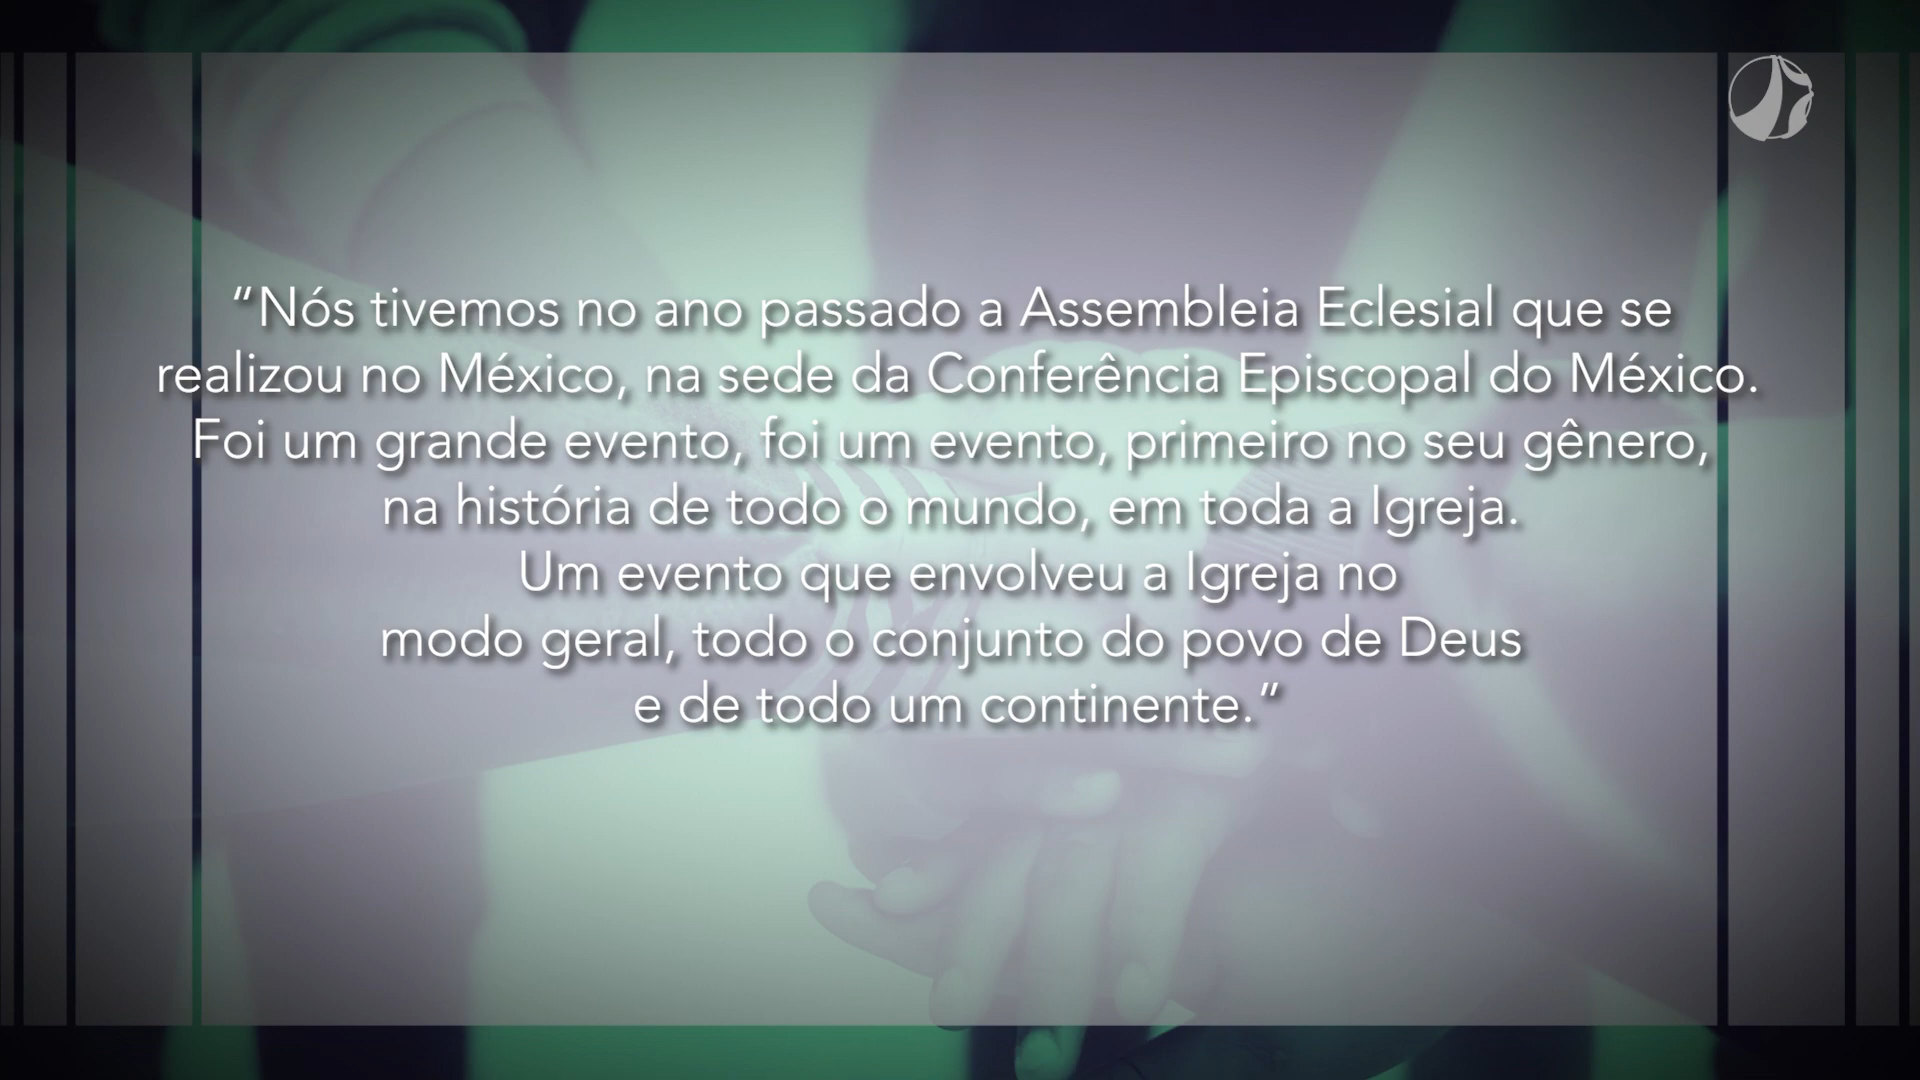 “Nós tivemos no ano passado a Assembleia Eclesial que se
realizou no México, na sede da Conferência Episcopal do México.
Foi um grande evento, foi um evento, primeiro no seu gênero,
na história de todo o mundo, em toda a Igreja.
Um evento que envolveu a Igreja no
modo geral, todo o conjunto do povo de Deus
e de todo um continente.”